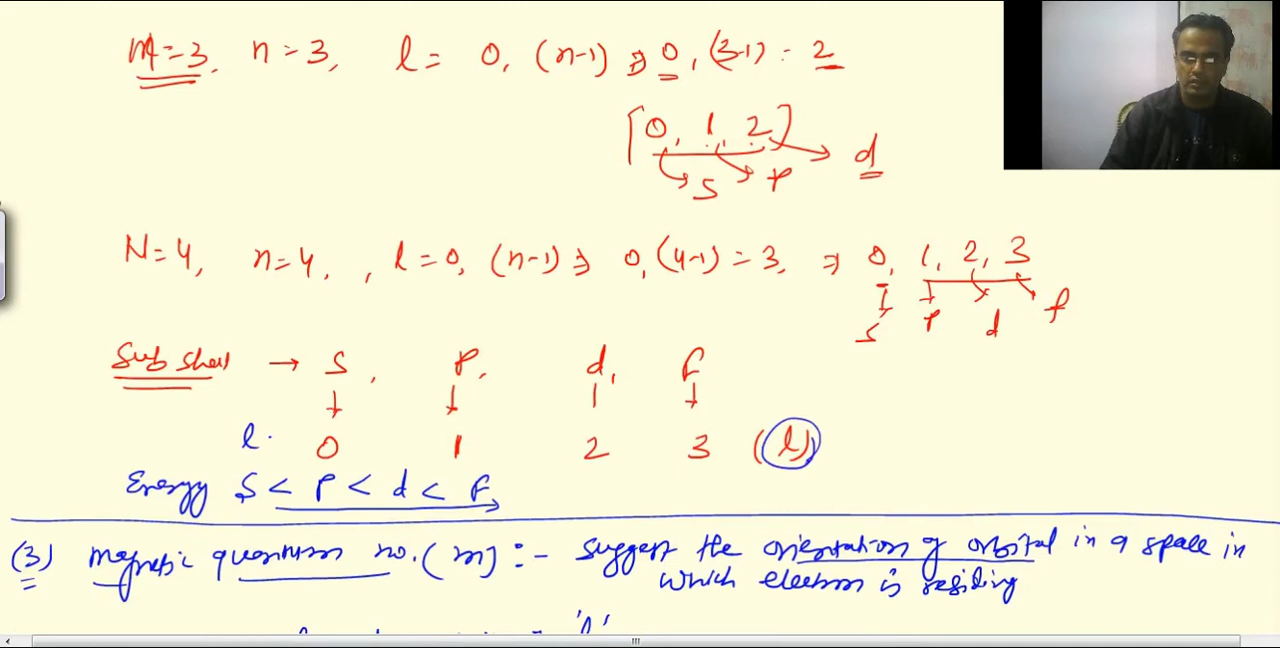 M=3, n=3, l = 0, (n-1) ⇒ 0, (3-1) = 2
[0, 1, 2] → d
s p
N=4, n=4, , l=0, (n-1) ⇒ 0, (4-1) = 3, ⇒ 0, 1, 2, 3
s p d f
Sub shell → s, p, d, f
l. 0 1 2 3 (l)
Energy s < p < d < f
(3) Magnetic quantum no. (m) :- suggest the orientation of orbital in a space in
which electron is residing
'l'